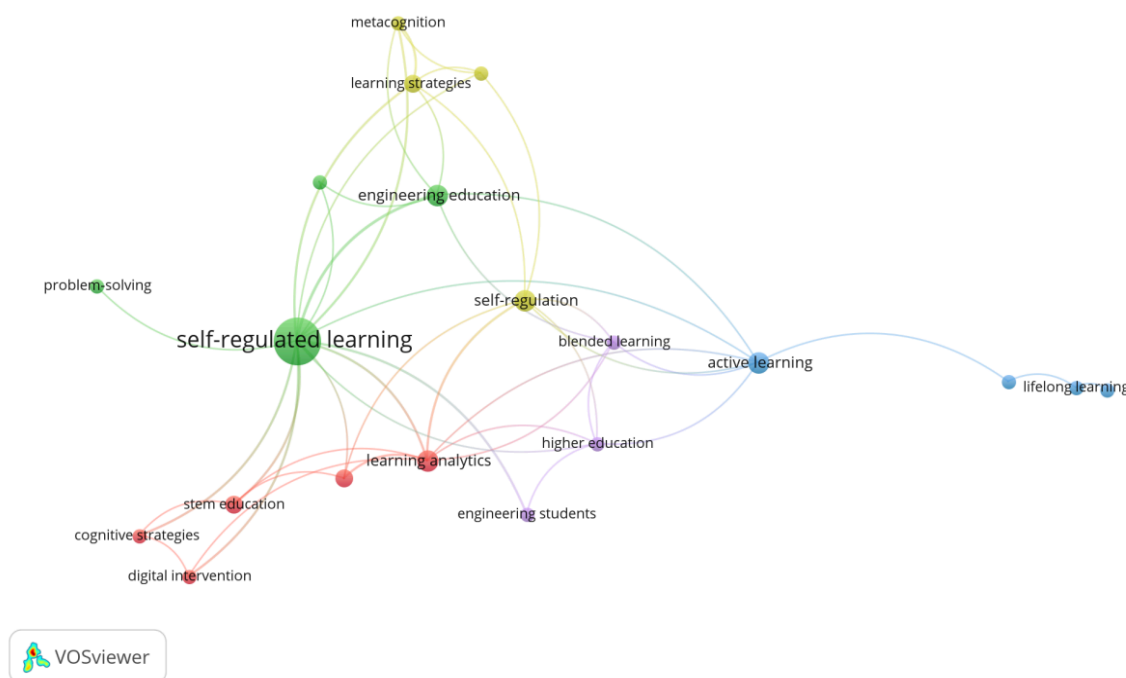 metacognition
learning strategies
engineering education
problem-solving
self-regulation
self-regulated learning
blended learning
active learning
lifelong learning
higher education
learning analytics
stem education
engineering students
cognitive strategies
digital intervention
VOSviewer